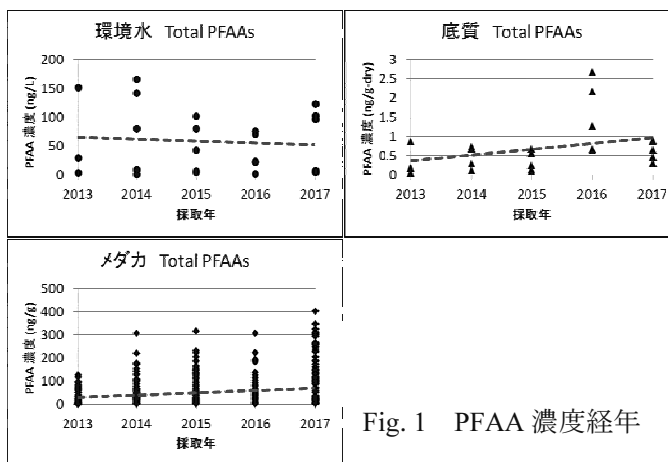 環境水 Total PFAAs
PFAA 濃度 (ng/L)
200
150
100
50
0
2013 2014 2015 2016 2017
採取年
底質 Total PFAAs
PFAA 濃度 (ng/g-dry)
3
2.5
2
1.5
1
0.5
0
2013 2014 2015 2016 2017
採取年
メダカ Total PFAAs
PFAA 濃度 (ng/g)
500
400
300
200
100
0
2013 2014 2015 2016 2017
採取年
Fig. 1 PFAA 濃度経年